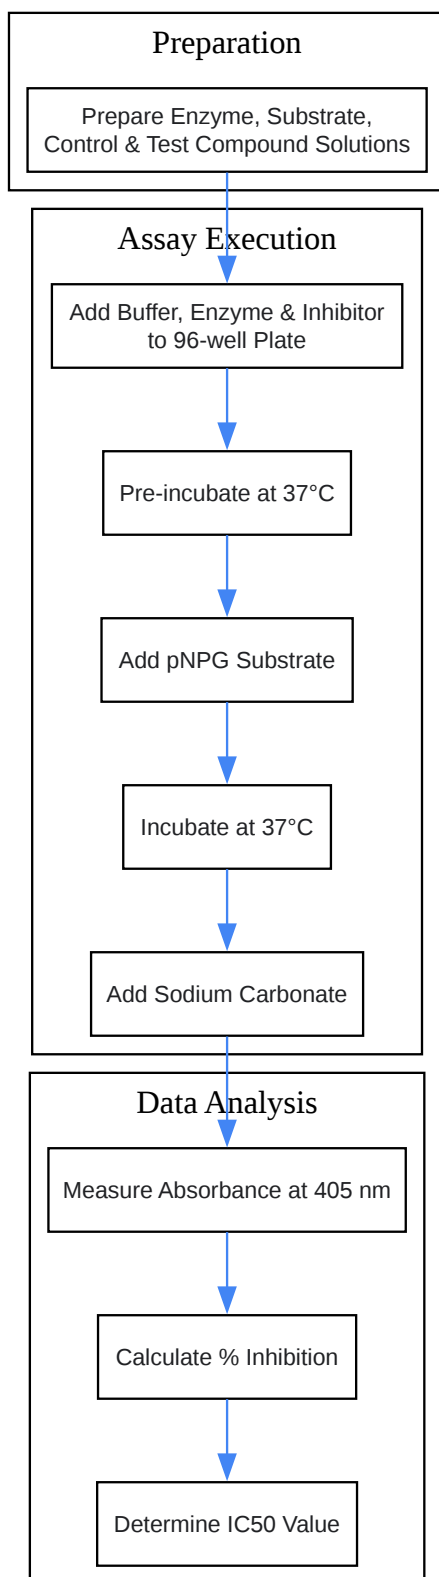 Preparation
Prepare Enzyme, Substrate,
Control & Test Compound Solutions
Assay Execution
Add Buffer, Enzyme & Inhibitor
to 96-well Plate
Pre-incubate at 37°C
Add pNPG Substrate
Incubate at 37°C
Add Sodium Carbonate
Data Analysis
Measure Absorbance at 405 nm
Calculate % Inhibition
Determine IC50 Value